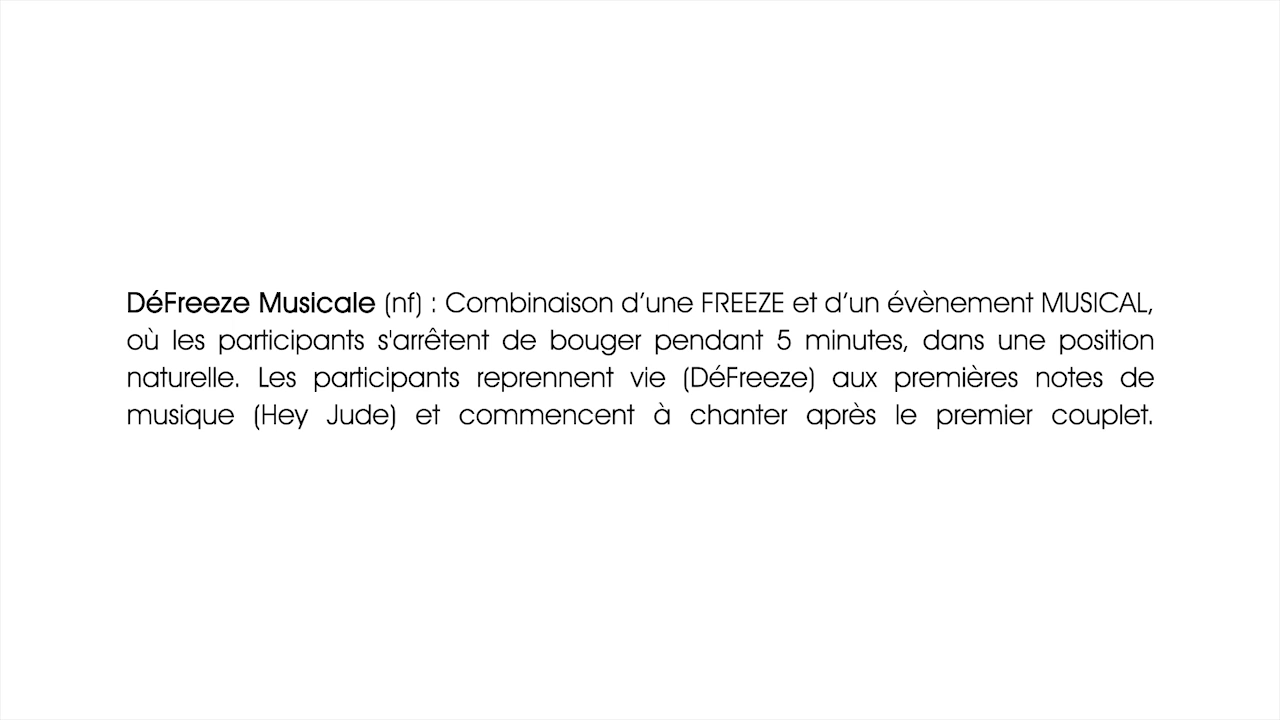 DéFreeze Musicale (nf) : Combinaison d’une FREEZE et d’un évènement MUSICAL,
où les participants s'arrêtent de bouger pendant 5 minutes, dans une position
naturelle. Les participants reprennent vie (DéFreeze) aux premières notes de
musique (Hey Jude) et commencent à chanter après le premier couplet.